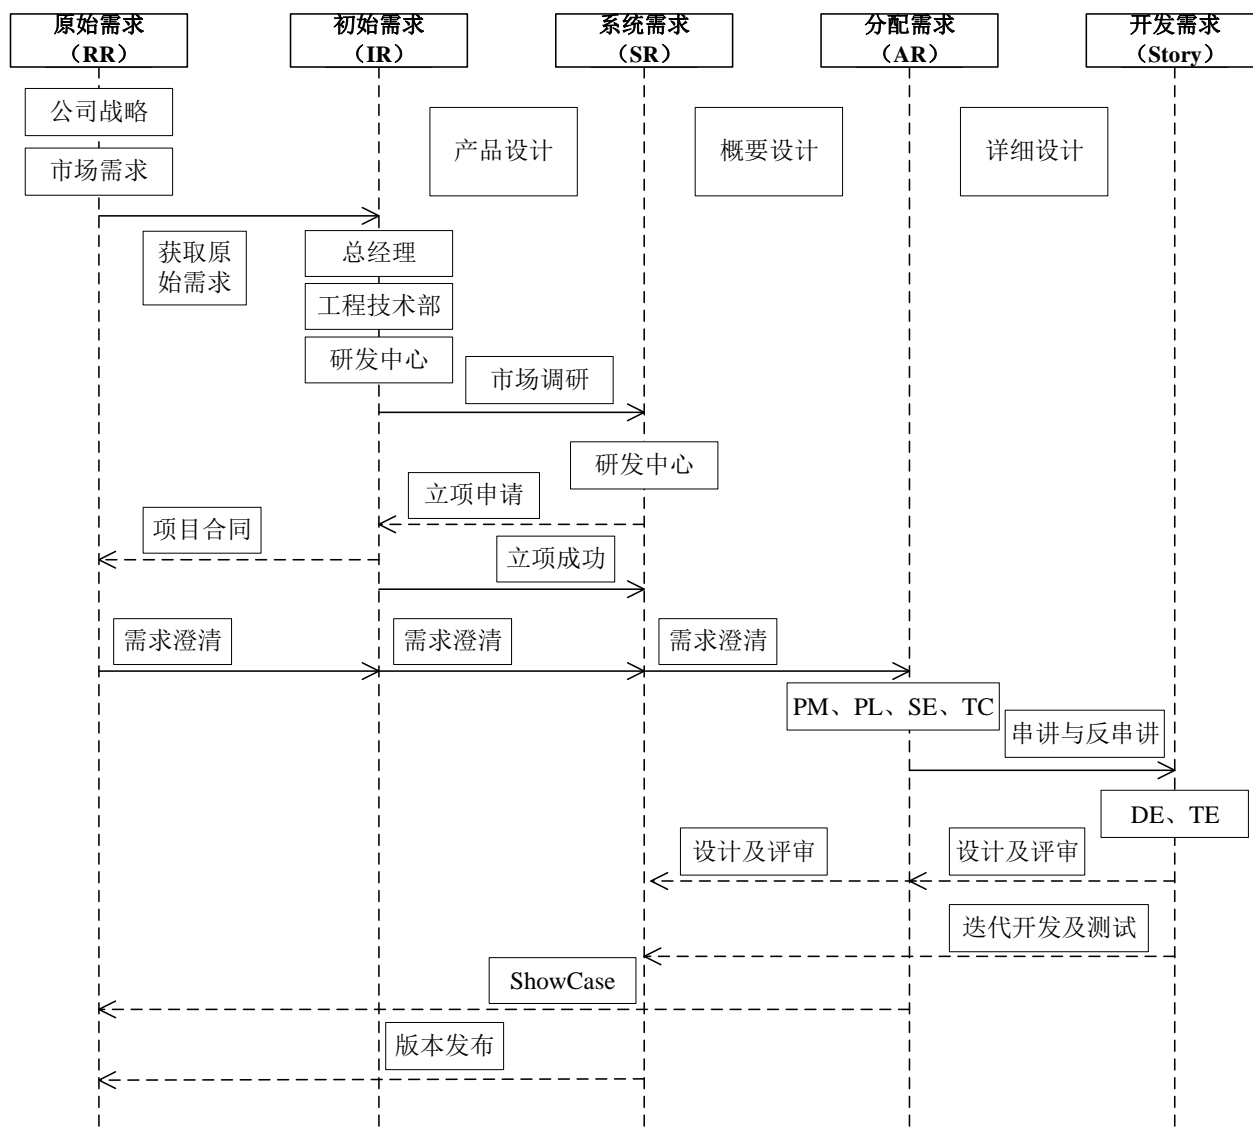 原始需求
（RR）
初始需求
（IR）
系统需求
（SR）
分配需求
（AR）
开发需求
（Story）
公司战略
市场需求
产品设计
概要设计
详细设计
获取原
始需求
总经理
工程技术部
研发中心
市场调研
研发中心
立项申请
项目合同
立项成功
需求澄清
需求澄清
需求澄清
PM、PL、SE、TC
串讲与反串讲
DE、TE
设计及评审
设计及评审
迭代开发及测试
ShowCase
版本发布